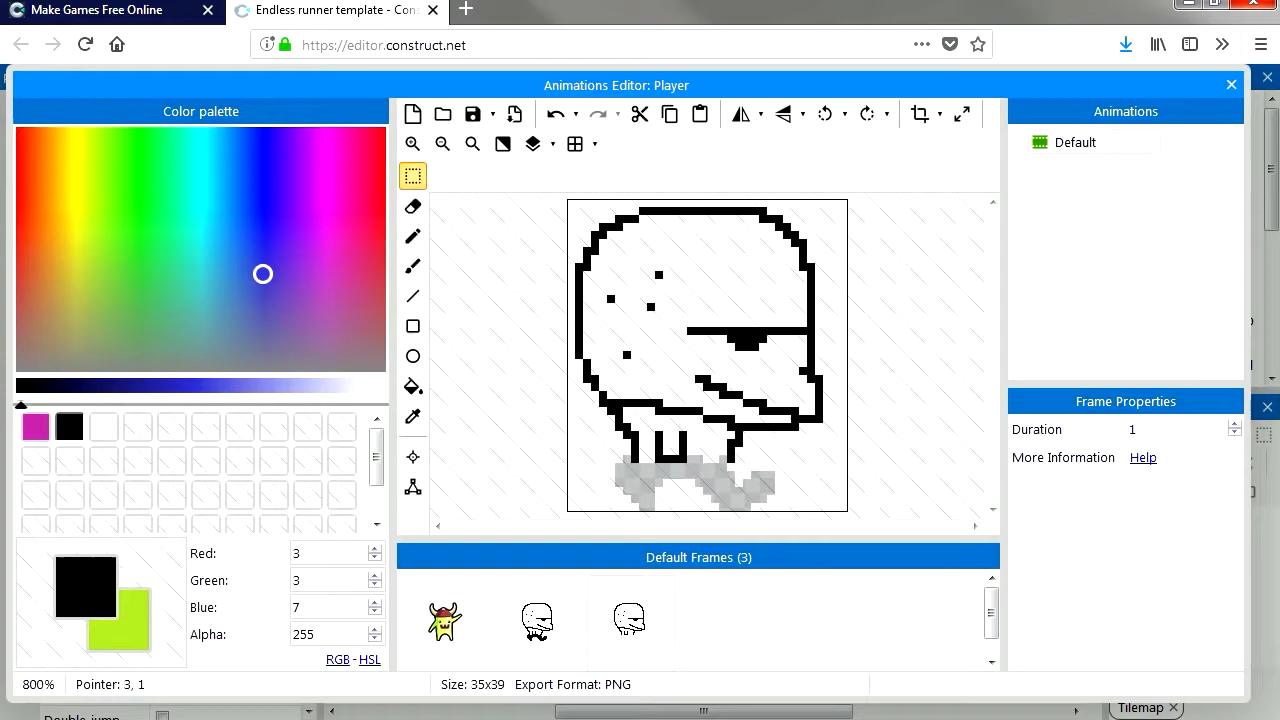 Make Games Free Online
Endless runner template - Cons
https://editor.construct.net
Animations Editor: Player
Color palette
Animations
Default
Frame Properties
Duration 1
More Information Help
Red: 3
Green: 3
Blue: 7
Alpha: 255
RGB - HSL
Default Frames (3)
800% Pointer: 3, 1 Size: 35x39 Export Format: PNG
Double-jump
Tilemap